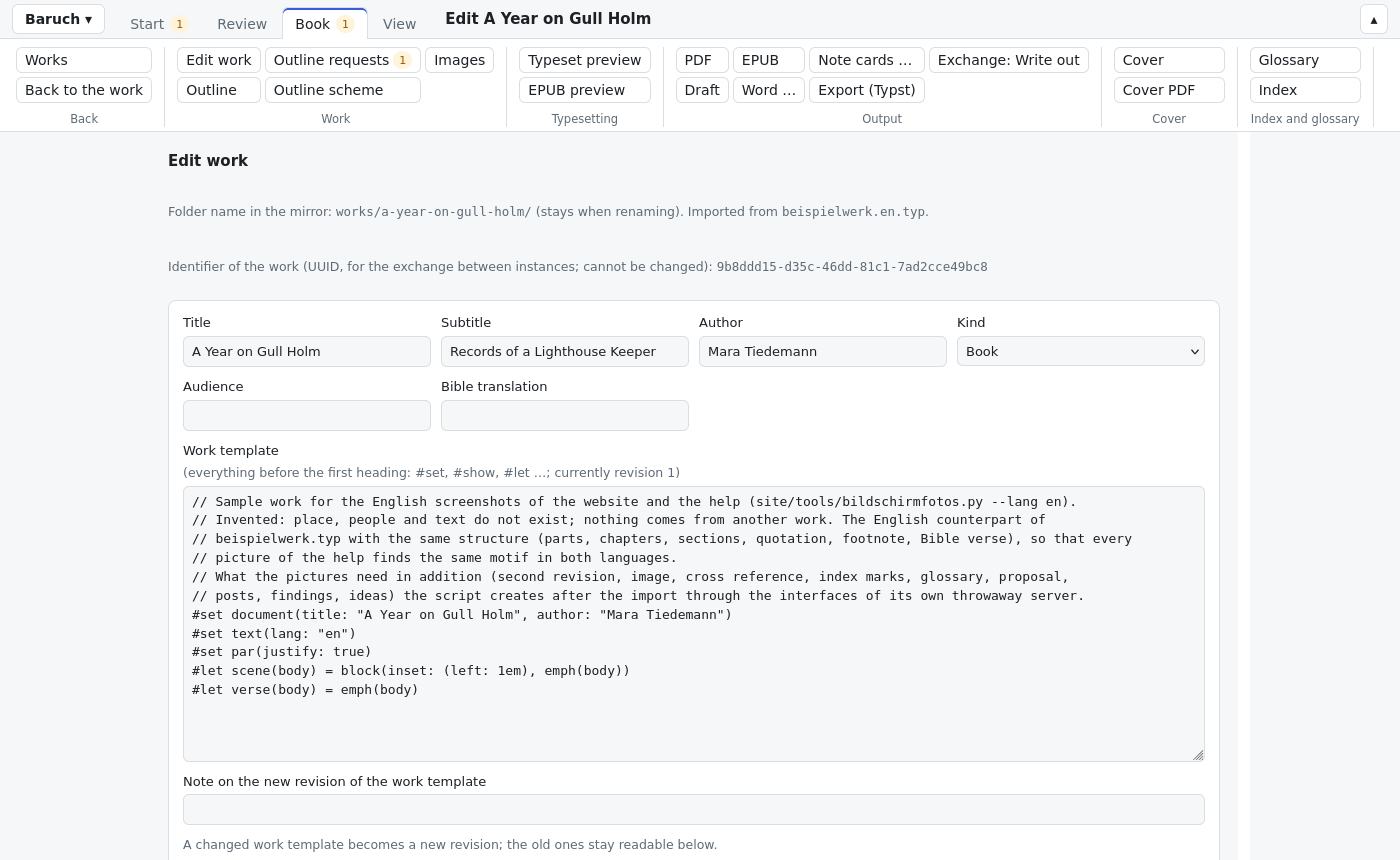 Baruch ▾ Start 1 Review Book 1 View Edit A Year on Gull Holm ▲
Works Edit work Outline requests 1 Images Typeset preview PDF EPUB Note cards … Exchange: Write out Cover Glossary
Back to the work Outline Outline scheme EPUB preview Draft Word … Export (Typst) Cover PDF Index
Back Work Typesetting Output Cover Index and glossary
Edit work
Folder name in the mirror: works/a-year-on-gull-holm/ (stays when renaming). Imported from beispielwerk.en.typ.
Identifier of the work (UUID, for the exchange between instances; cannot be changed): 9b8ddd15-d35c-46dd-81c1-7ad2cce49bc8
Title Subtitle Author Kind
A Year on Gull Holm Records of a Lighthouse Keeper Mara Tiedemann Book
Audience Bible translation
Work template
(everything before the first heading: #set, #show, #let …; currently revision 1)
// Sample work for the English screenshots of the website and the help (site/tools/bildschirmfotos.py --lang en).
// Invented: place, people and text do not exist; nothing comes from another work. The English counterpart of
// beispielwerk.typ with the same structure (parts, chapters, sections, quotation, footnote, Bible verse), so that every
// picture of the help finds the same motif in both languages.
// What the pictures need in addition (second revision, image, cross reference, index marks, glossary, proposal,
// posts, findings, ideas) the script creates after the import through the interfaces of its own throwaway server.
#set document(title: "A Year on Gull Holm", author: "Mara Tiedemann")
#set text(lang: "en")
#set par(justify: true)
#let scene(body) = block(inset: (left: 1em), emph(body))
#let verse(body) = emph(body)
Note on the new revision of the work template
A changed work template becomes a new revision; the old ones stay readable below.